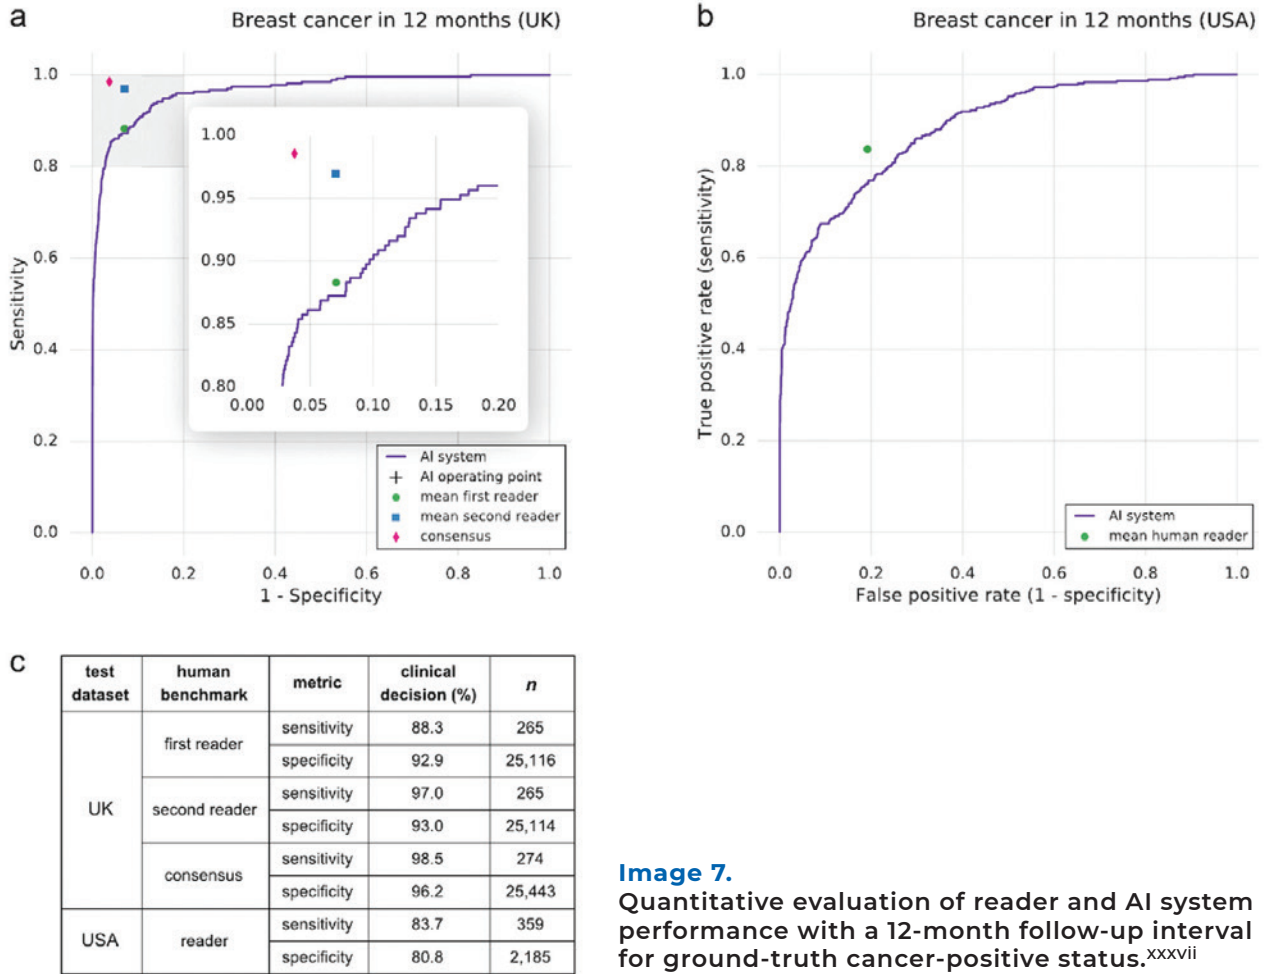 a
Breast cancer in 12 months (UK)
1.0
0.8
0.6
0.4
0.2
0.0
Sensitivity
1.00
0.95
0.90
0.85
0.80
0.00 0.05 0.10 0.15 0.20
AI system
AI operating point
mean first reader
mean second reader
consensus
0.0 0.2 0.4 0.6 0.8 1.0
1 - Specificity
b
Breast cancer in 12 months (USA)
1.0
0.8
0.6
0.4
0.2
0.0
True positive rate (sensitivity)
AI system
mean human reader
0.0 0.2 0.4 0.6 0.8 1.0
False positive rate (1 - specificity)
c
test dataset human benchmark metric clinical decision (%) n
UK first reader sensitivity 88.3 265
specificity 92.9 25,116
second reader sensitivity 97.0 265
specificity 93.0 25,114
consensus sensitivity 98.5 274
specificity 96.2 25,443
USA reader sensitivity 83.7 359
specificity 80.8 2,185
Image 7.
Quantitative evaluation of reader and AI system
performance with a 12-month follow-up interval
for ground-truth cancer-positive status.xxxvii